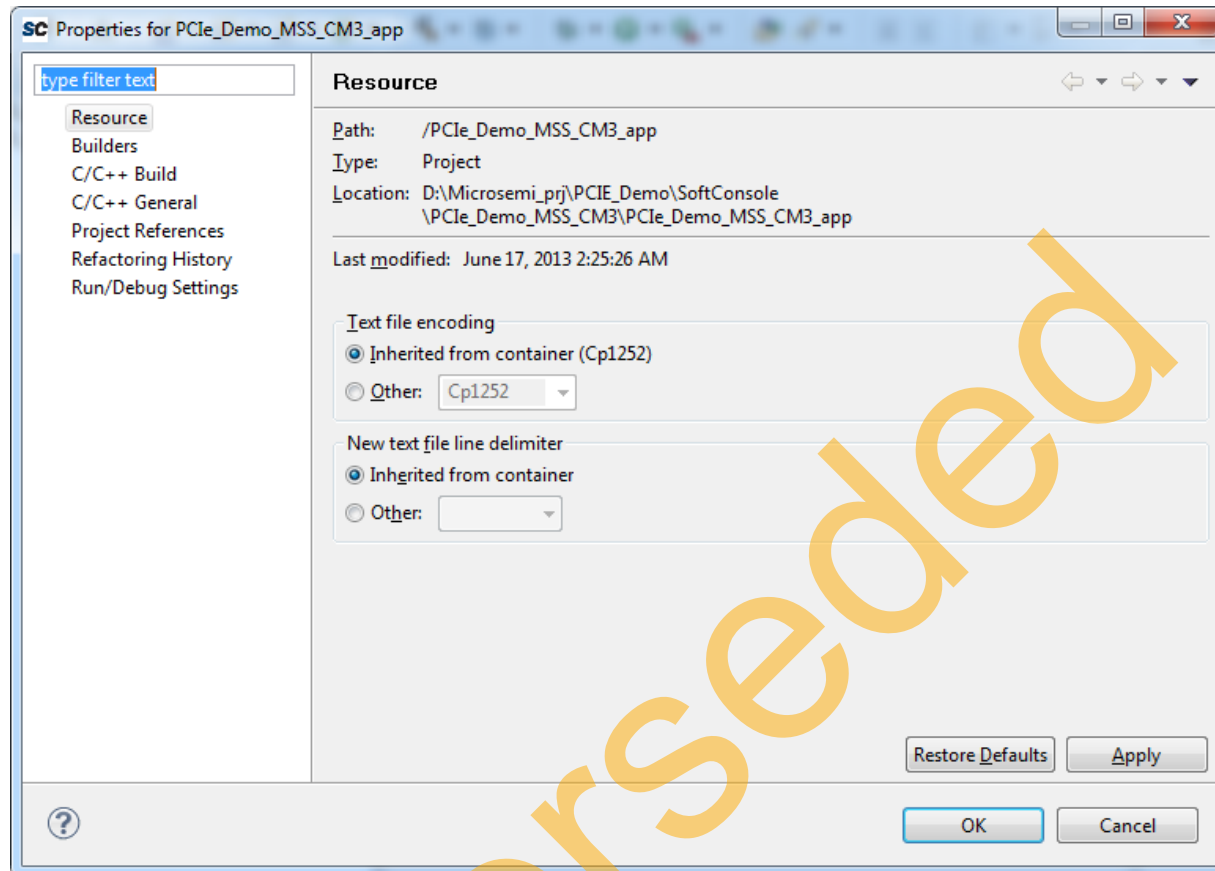 SC Properties for PCIe_Demo_MSS_CM3_app
type filter text
Resource
Builders
C/C++ Build
C/C++ General
Project References
Refactoring History
Run/Debug Settings
Resource
Path: /PCIe_Demo_MSS_CM3_app
Type: Project
Location: D:\Microsemi_prj\PCIE_Demo\SoftConsole
\PCIe_Demo_MSS_CM3\PCIe_Demo_MSS_CM3_app
Last modified: June 17, 2013 2:25:26 AM
Text file encoding
Inherited from container (Cp1252)
Other: Cp1252
New text file line delimiter
Inherited from container
Other:
Restore Defaults Apply
? OK Cancel
rseded